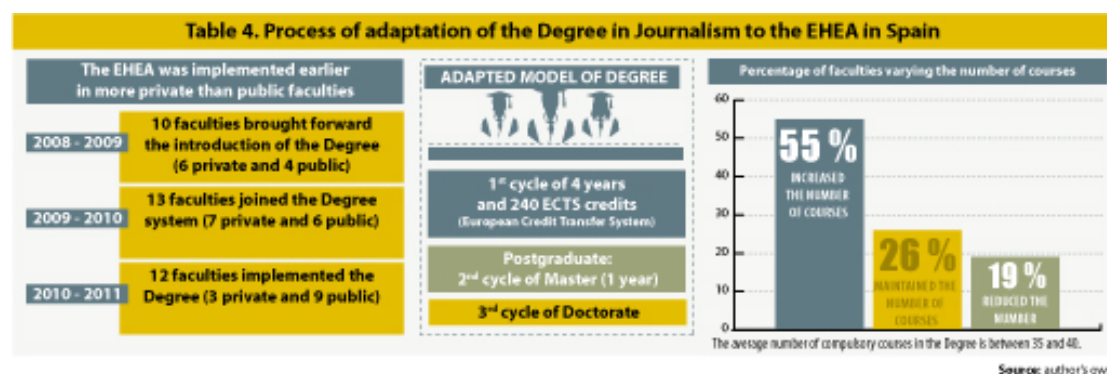 Table 4. Process of adaptation of the Degree in Journalism to the EHEA in Spain
The EHEA was implemented earlier
in more private than public faculties
2008 - 2009
10 faculties brought forward
the introduction of the Degree
(6 private and 4 public)
2009 - 2010
13 faculties joined the Degree
system (7 private and 6 public)
2010 - 2011
12 faculties implemented the
Degree (3 private and 9 public)
ADAPTED MODEL OF DEGREE
1st cycle of 4 years
and 240 ECTS credits
(European Credit Transfer System)
Postgraduate:
2nd cycle of Master (1 year)
3rd cycle of Doctorate
Percentage of faculties varying the number of courses
60
50
40
30
20
10
0
55 %
INCREASED
THE NUMBER
OF COURSES
26 %
MAINTAINED THE
NUMBER OF
COURSES
19 %
REDUCED THE
NUMBER
The average number of compulsory courses in the Degree is between 35 and 40.
Source: author's ow